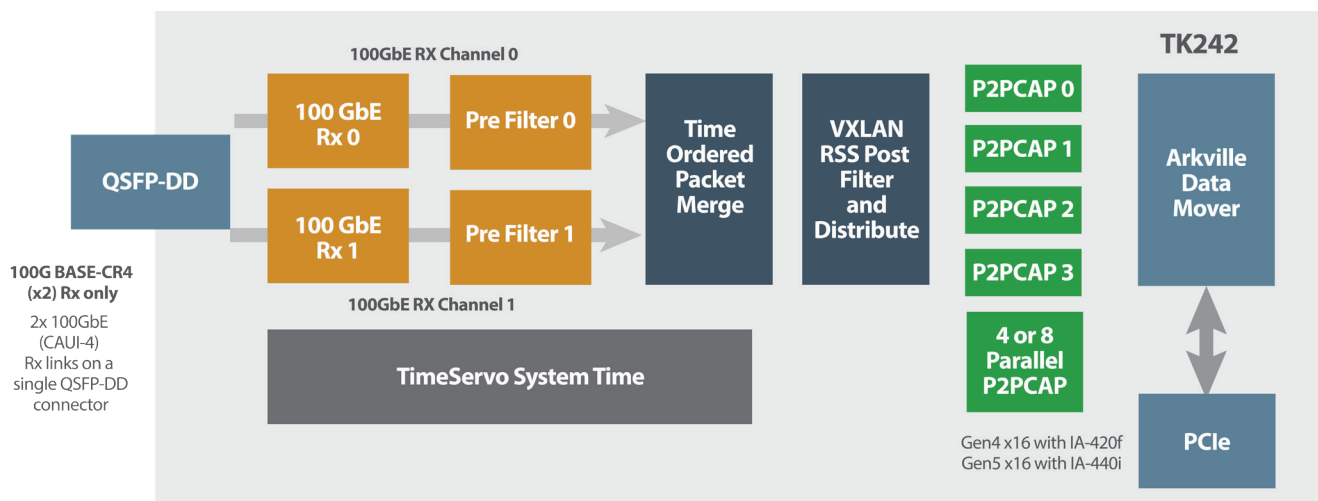 TK242
100GbE RX Channel 0
QSFP-DD
100 GbE
Rx 0
Pre Filter 0
100 GbE
Rx 1
Pre Filter 1
100GbE RX Channel 1
Time
Ordered
Packet
Merge
VXLAN
RSS Post
Filter
and
Distribute
P2PCAP 0
P2PCAP 1
P2PCAP 2
P2PCAP 3
4 or 8
Parallel
P2PCAP
Arkville
Data
Mover
100G BASE-CR4
(x2) Rx only
2x 100GbE
(CAUI-4)
Rx links on a
single QSFP-DD
connector
TimeServo System Time
Gen4 x16 with IA-420f
Gen5 x16 with IA-440i
PCIe